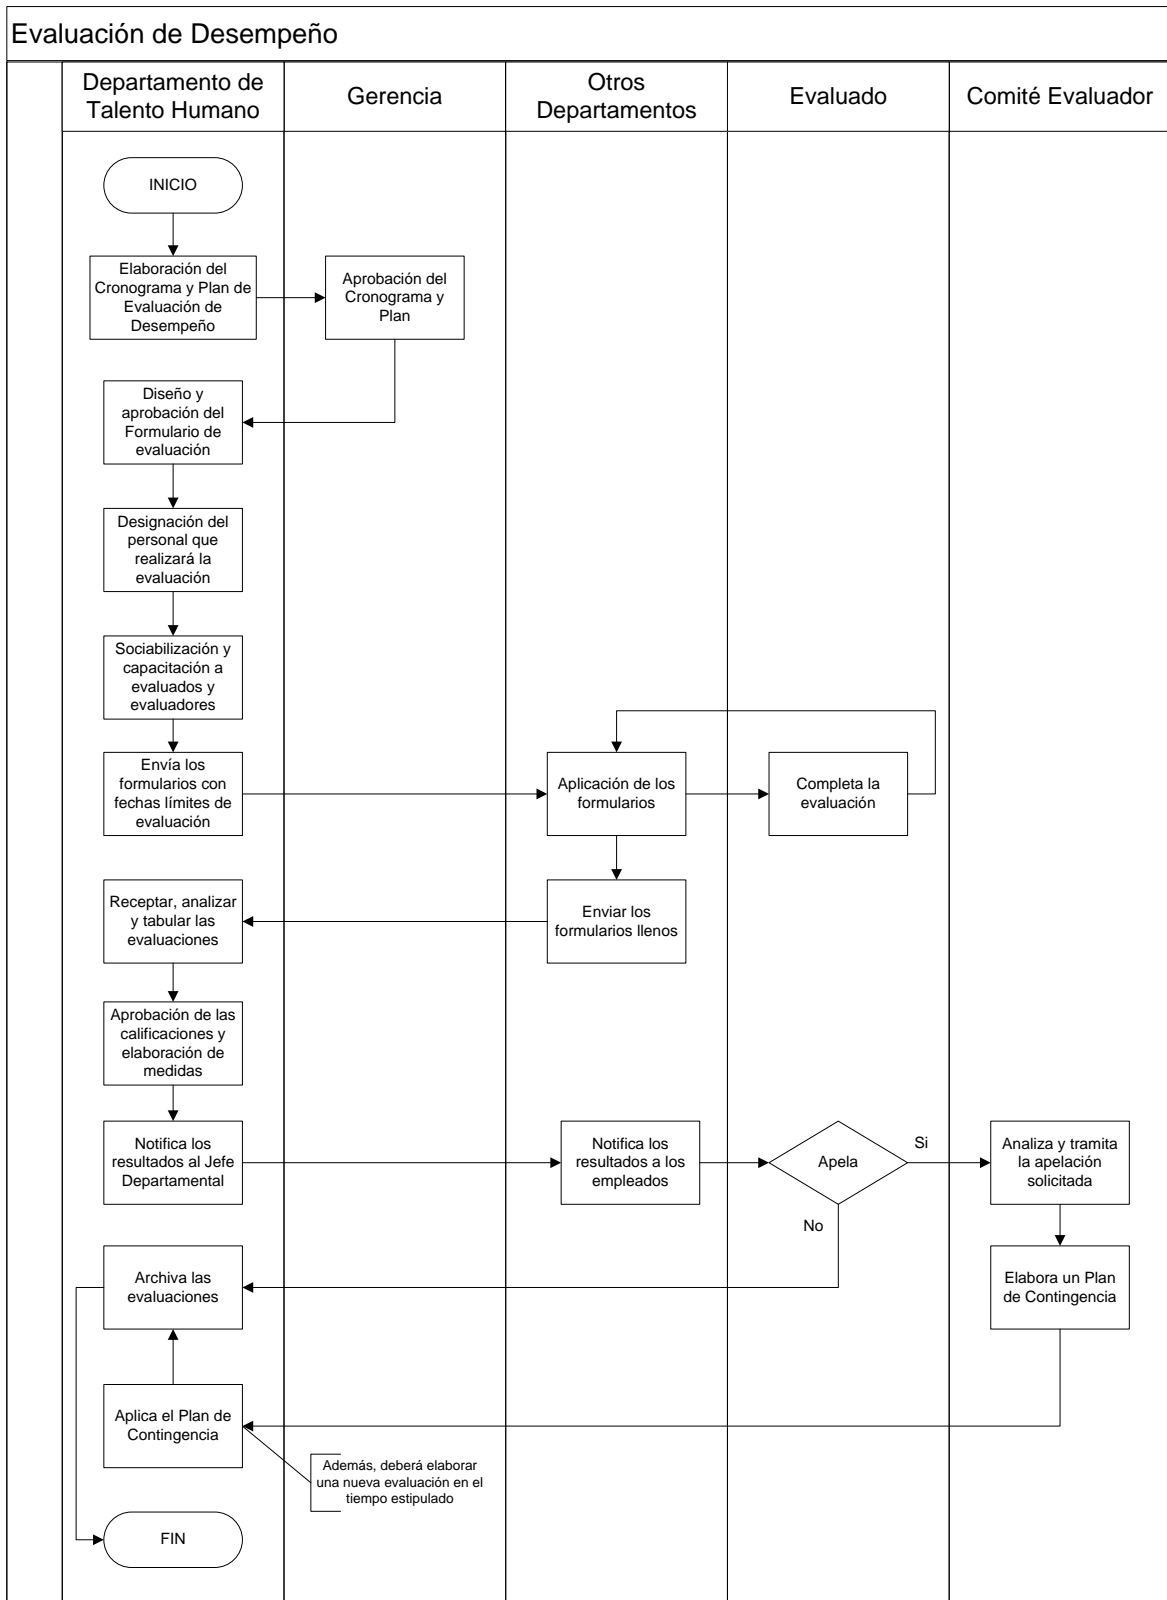 Evaluación de Desempeño
Departamento de
Talento Humano
Gerencia
Otros
Departamentos
Evaluado
Comité Evaluador
INICIO
Elaboración del
Cronograma y Plan de
Evaluación de
Desempeño
Aprobación del
Cronograma y
Plan
Diseño y
aprobación del
Formulario de
evaluación
Designación del
personal que
realizará la
evaluación
Sociabilización y
capacitación a
evaluados y
evaluadores
Envía los
formularios con
fechas límites de
evaluación
Aplicación de los
formularios
Completa la
evaluación
Receptar, analizar
y tabular las
evaluaciones
Enviar los
formularios llenos
Aprobación de las
calificaciones y
elaboración de
medidas
Notifica los
resultados al Jefe
Departamental
Notifica los
resultados a los
empleados
Apela
Si
Analiza y tramita
la apelación
solicitada
No
Archiva las
evaluaciones
Elabora un Plan
de Contingencia
Aplica el Plan de
Contingencia
Además, deberá elaborar
una nueva evaluación en el
tiempo estipulado
FIN